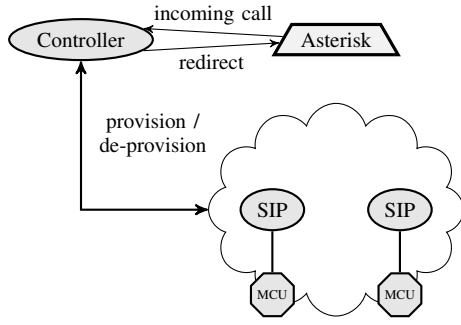 incoming call
Controller
Asterisk
redirect
provision /
de-provision
SIP
SIP
MCU
MCU